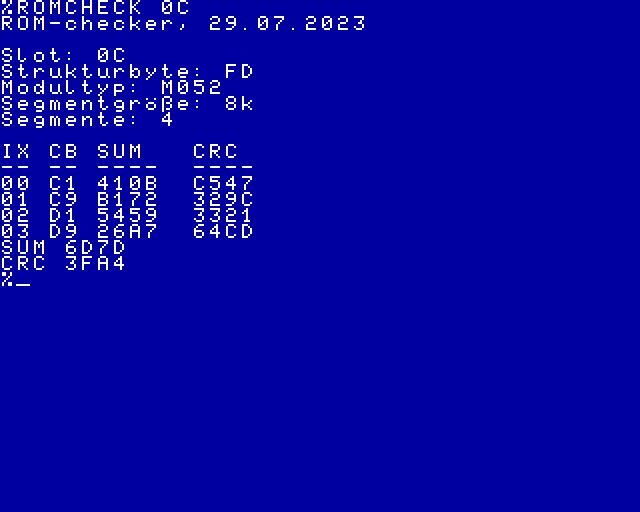 %ROMCHECK 0C
ROM-checker, 29.07.2023
Slot: 0C
Strukturbyte: FD
Modultyp: M052
Segmentgröße: 8k
Segmente: 4
IX CB SUM   CRC
-- -- ----  ----
00 C1 410B  C547
01 C9 B172  329C
02 D1 5459  3321
03 D9 26A7  64CD
SUM 6D7D
CRC 3FA4
%_